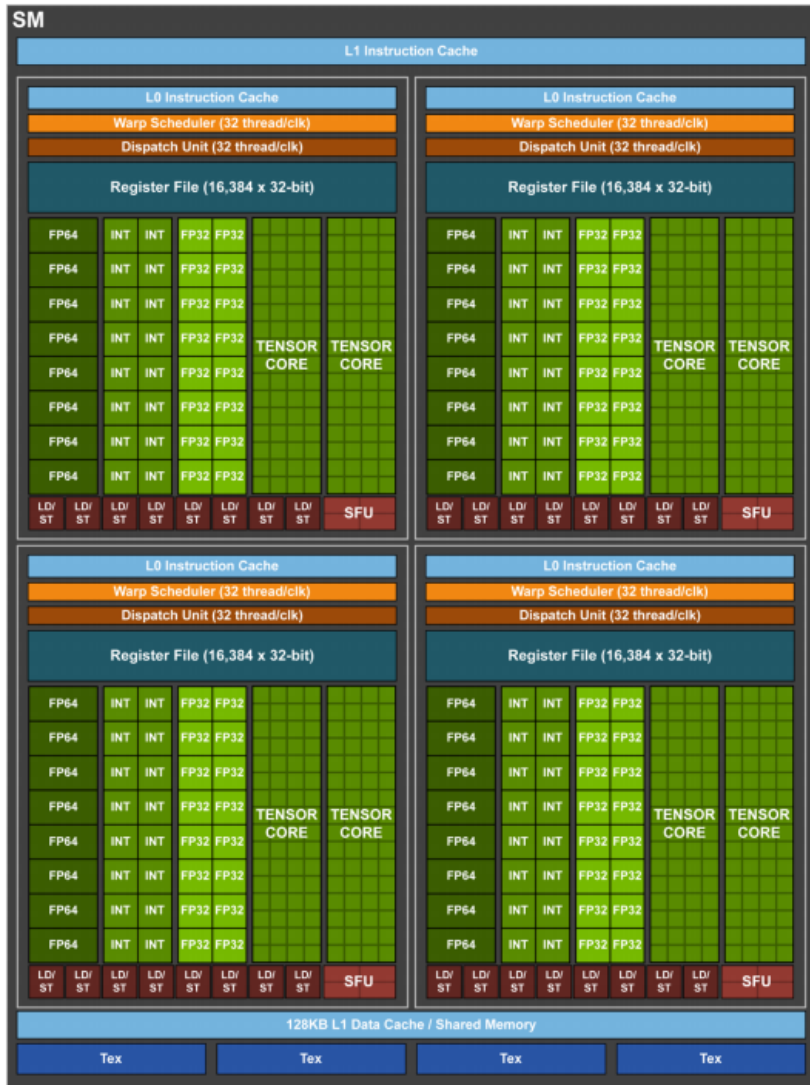 SM
L1 Instruction Cache
L0 Instruction Cache
Warp Scheduler (32 thread/clk)
Dispatch Unit (32 thread/clk)
Register File (16,384 x 32-bit)
FP64 INT INT FP32 FP32
FP64 INT INT FP32 FP32
FP64 INT INT FP32 FP32
FP64 INT INT FP32 FP32
TENSOR CORE TENSOR CORE
FP64 INT INT FP32 FP32
FP64 INT INT FP32 FP32
FP64 INT INT FP32 FP32
FP64 INT INT FP32 FP32
LD/ST LD/ST LD/ST LD/ST LD/ST LD/ST LD/ST LD/ST SFU
L0 Instruction Cache
Warp Scheduler (32 thread/clk)
Dispatch Unit (32 thread/clk)
Register File (16,384 x 32-bit)
FP64 INT INT FP32 FP32
FP64 INT INT FP32 FP32
FP64 INT INT FP32 FP32
FP64 INT INT FP32 FP32
TENSOR CORE TENSOR CORE
FP64 INT INT FP32 FP32
FP64 INT INT FP32 FP32
FP64 INT INT FP32 FP32
FP64 INT INT FP32 FP32
LD/ST LD/ST LD/ST LD/ST LD/ST LD/ST LD/ST LD/ST SFU
L0 Instruction Cache
Warp Scheduler (32 thread/clk)
Dispatch Unit (32 thread/clk)
Register File (16,384 x 32-bit)
FP64 INT INT FP32 FP32
FP64 INT INT FP32 FP32
FP64 INT INT FP32 FP32
FP64 INT INT FP32 FP32
TENSOR CORE TENSOR CORE
FP64 INT INT FP32 FP32
FP64 INT INT FP32 FP32
FP64 INT INT FP32 FP32
FP64 INT INT FP32 FP32
LD/ST LD/ST LD/ST LD/ST LD/ST LD/ST LD/ST LD/ST SFU
L0 Instruction Cache
Warp Scheduler (32 thread/clk)
Dispatch Unit (32 thread/clk)
Register File (16,384 x 32-bit)
FP64 INT INT FP32 FP32
FP64 INT INT FP32 FP32
FP64 INT INT FP32 FP32
FP64 INT INT FP32 FP32
TENSOR CORE TENSOR CORE
FP64 INT INT FP32 FP32
FP64 INT INT FP32 FP32
FP64 INT INT FP32 FP32
FP64 INT INT FP32 FP32
LD/ST LD/ST LD/ST LD/ST LD/ST LD/ST LD/ST LD/ST SFU
128KB L1 Data Cache / Shared Memory
Tex Tex Tex Tex